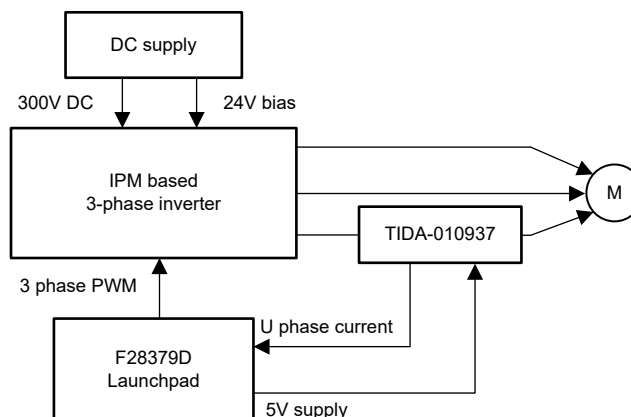 DC supply
300V DC
24V bias
IPM based
3-phase inverter
M
TIDA-010937
3 phase PWM
U phase current
F28379D
Launchpad
5V supply